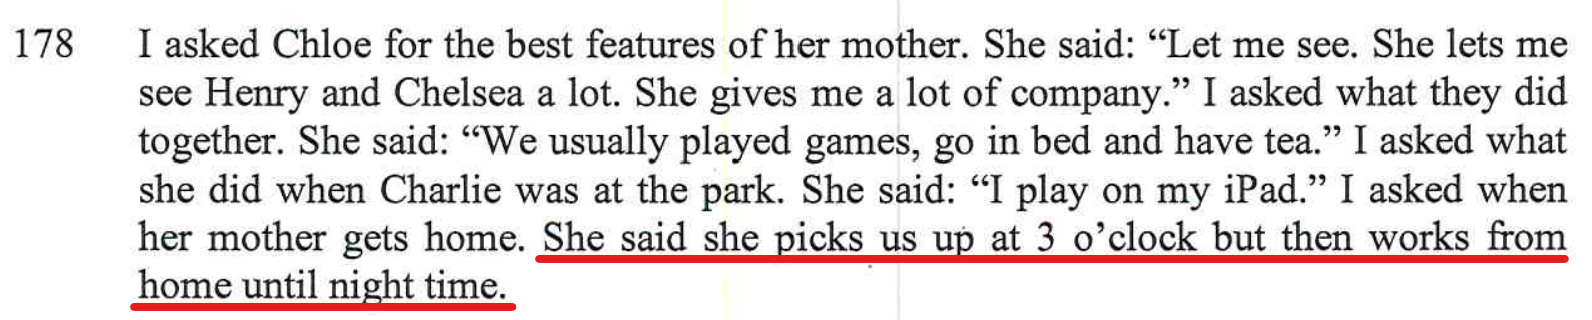 178 I asked Chloe for the best features of her mother. She said: “Let me see. She lets me
see Henry and Chelsea a lot. She gives me a lot of company.” I asked what they did
together. She said: “We usually played games, go in bed and have tea.” I asked what
she did when Charlie was at the park. She said: “I play on my iPad.” I asked when
her mother gets home. She said she picks us up at 3 o’clock but then works from
home until night time.